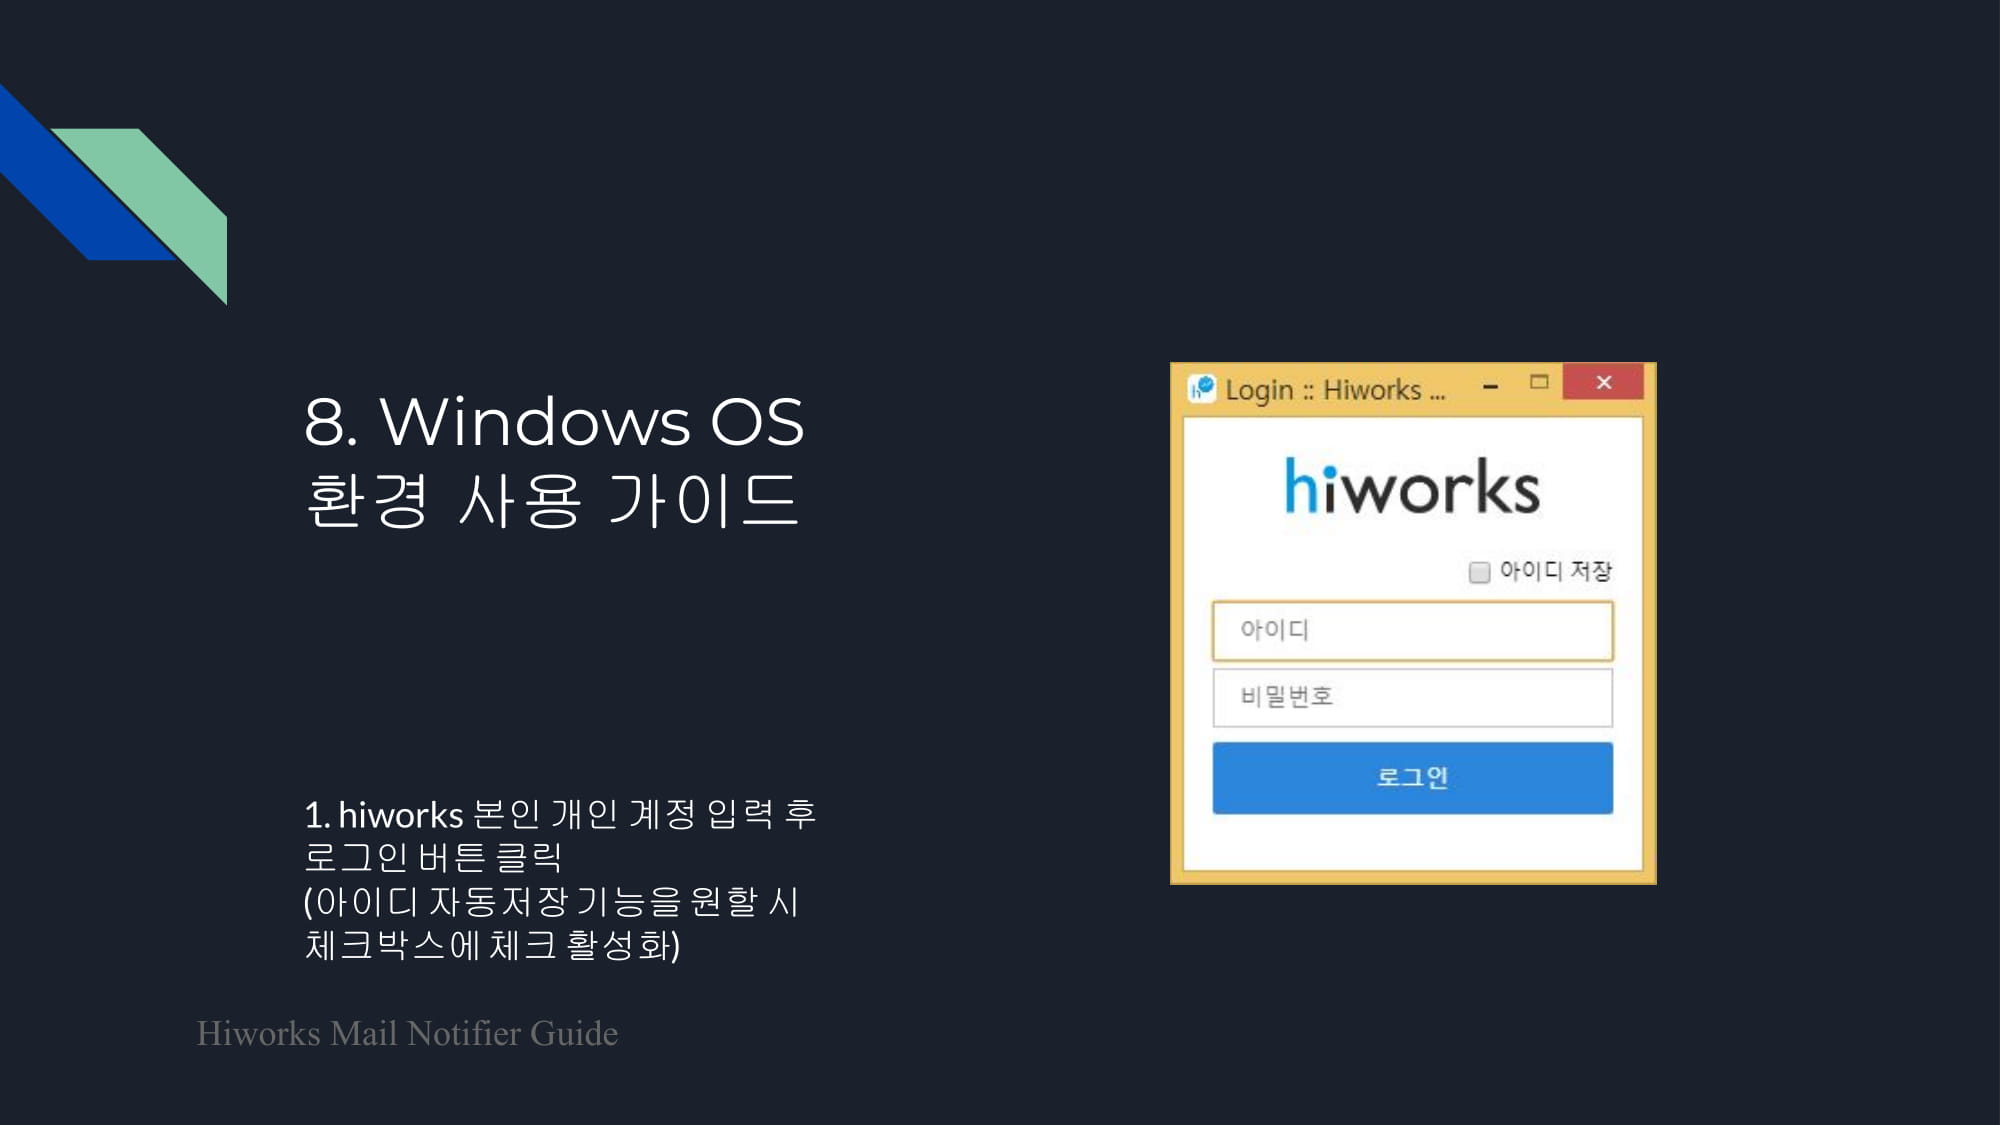 8. Windows OS
환경 사용 가이드
1. hiworks 본인 개인 계정 입력 후
로그인 버튼 클릭
(아이디 자동저장 기능을 원할 시
체크박스에 체크 활성화)
Login :: Hiworks ...
hiworks
아이디 저장
아이디
비밀번호
로그인
Hiworks Mail Notifier Guide